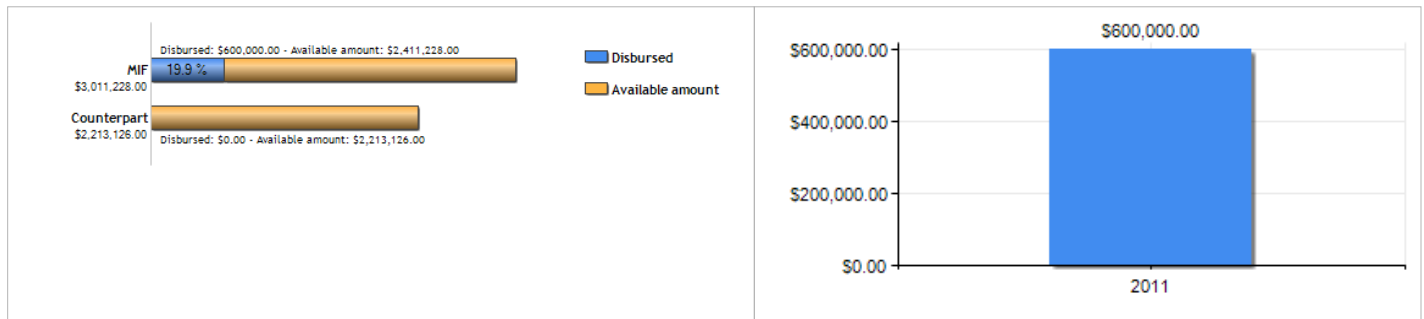 Disbursed: $600,000.00 - Available amount: $2,411,228.00
MIF
19.9 %
$3,011,228.00
Counterpart
$2,213,126.00
Disbursed: $0.00 - Available amount: $2,213,126.00
Disbursed
Available amount
$600,000.00
$600,000.00
$400,000.00
$200,000.00
$0.00
2011